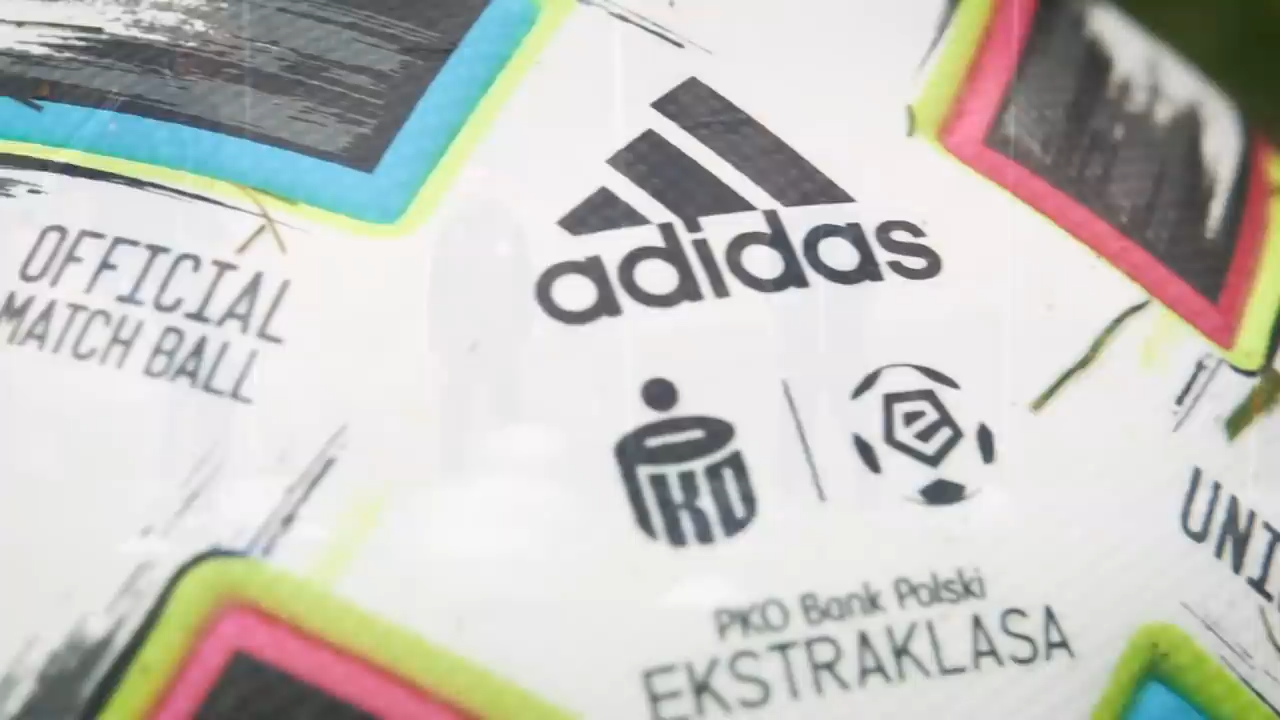 OFFICIAL
MATCH BALL
adidas
PKO
E
PKO Bank Polski
EKSTRAKLASA
UNI